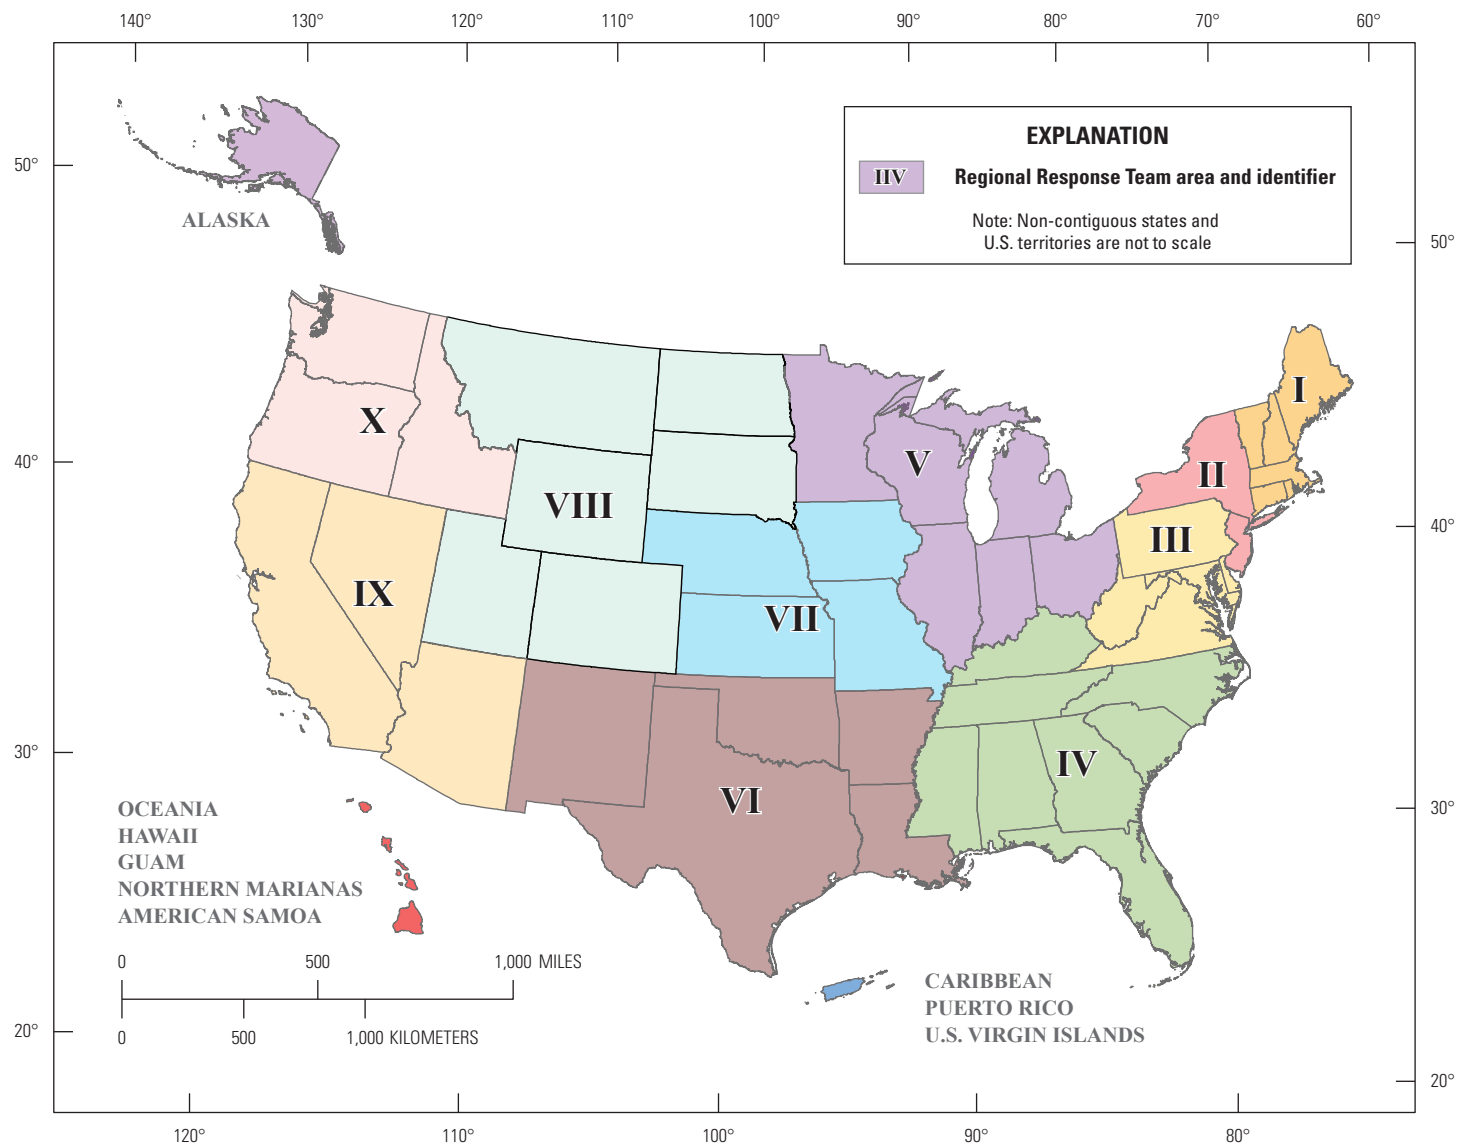 140° 130° 120° 110° 100° 90° 80° 70° 60°
EXPLANATION
IIV Regional Response Team area and identifier
Note: Non-contiguous states and
U.S. territories are not to scale
50°
ALASKA
50°
I
X
V
40°
II
VIII
40°
III
IX
VII
30°
IV
VI
30°
OCEANIA
HAWAII
GUAM
NORTHERN MARIANAS
AMERICAN SAMOA
0 500 1,000 MILES
0 500 1,000 KILOMETERS
CARIBBEAN
PUERTO RICO
U.S. VIRGIN ISLANDS
20°
20°
120° 110° 100° 90° 80°